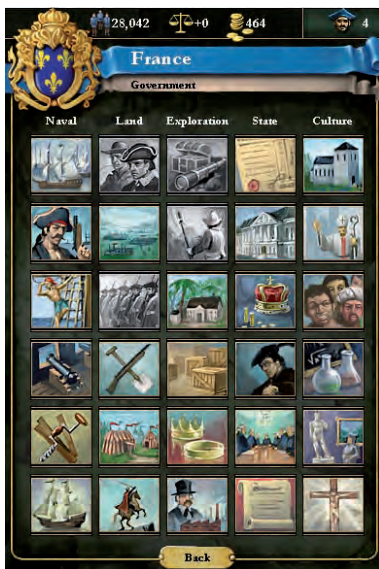 28,042 +0 464 4
France
Government
Naval Land Exploration State Culture
Back